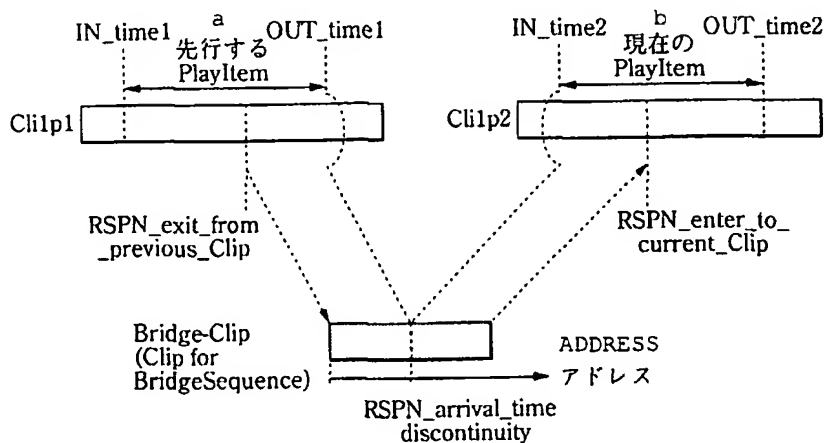 IN_time1
a
先行する
PlayItem
OUT_time1
IN_time2
b
現在の
PlayItem
OUT_time2
Cli1p1
Cli1p2
RSPN_exit_from
_previous_Clip
RSPN_enter_to_
current_Clip
Bridge-Clip
(Clip for
BridgeSequence)
ADDRESS
アドレス
RSPN_arrival_time
discontinuity